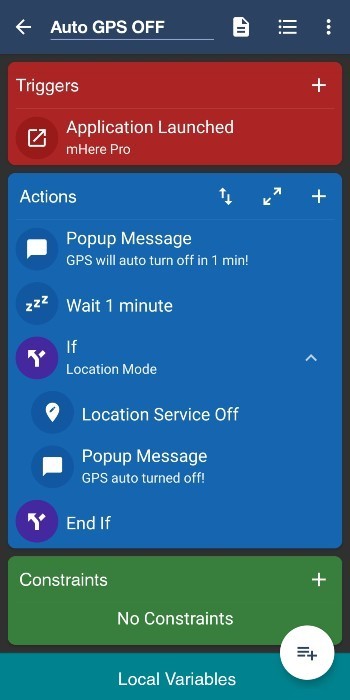 Auto GPS OFF
Triggers
Application Launched
mHere Pro
Actions
Popup Message
GPS will auto turn off in 1 min!
zzz Wait 1 minute
If
Location Mode
Location Service Off
Popup Message
GPS auto turned off!
End If
Constraints
No Constraints
Local Variables